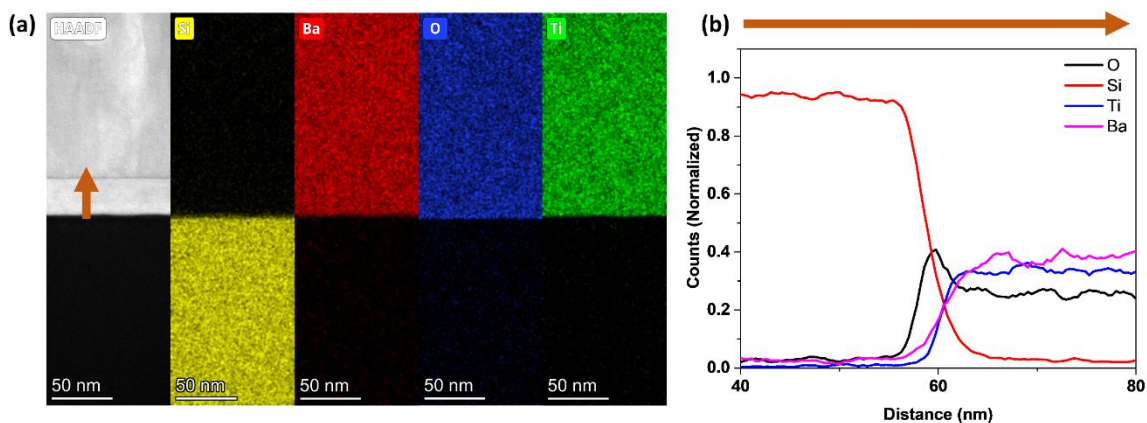 (a)
HAADF
Si
Ba
O
Ti
50 nm
50 nm
50 nm
50 nm
50 nm
(b)
1.0
0.8
0.6
0.4
0.2
0.0
Counts (Normalized)
O
Si
Ti
Ba
40
60
80
Distance (nm)